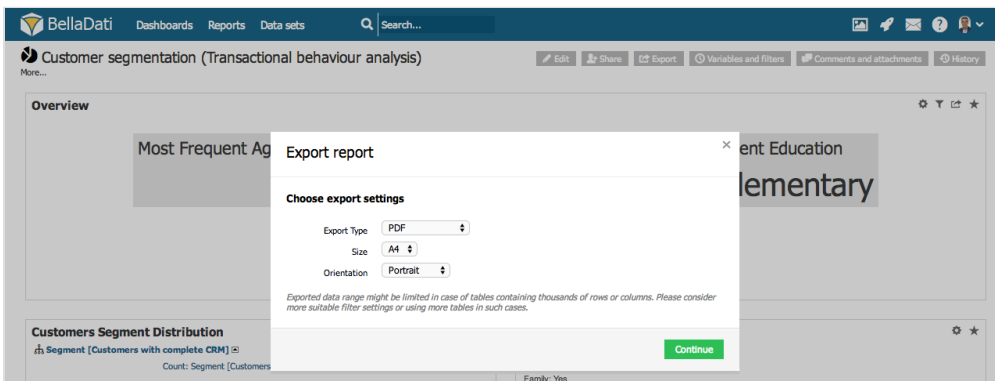 BellaDati Dashboards Reports Data sets Search...
Customer segmentation (Transactional behaviour analysis) Edit Share Export Variables and filters Comments and attachments History
More...
Overview
Most Frequent Ag ent Education
lementary
Export report
Choose export settings
Export Type PDF
Size A4
Orientation Portrait
Exported data range might be limited in case of tables containing thousands of rows or columns. Please consider
more suitable filter settings or using more tables in such cases.
Continue
Customers Segment Distribution
Segment [Customers with complete CRM]
Count: Segment [Customers
Family: Yes